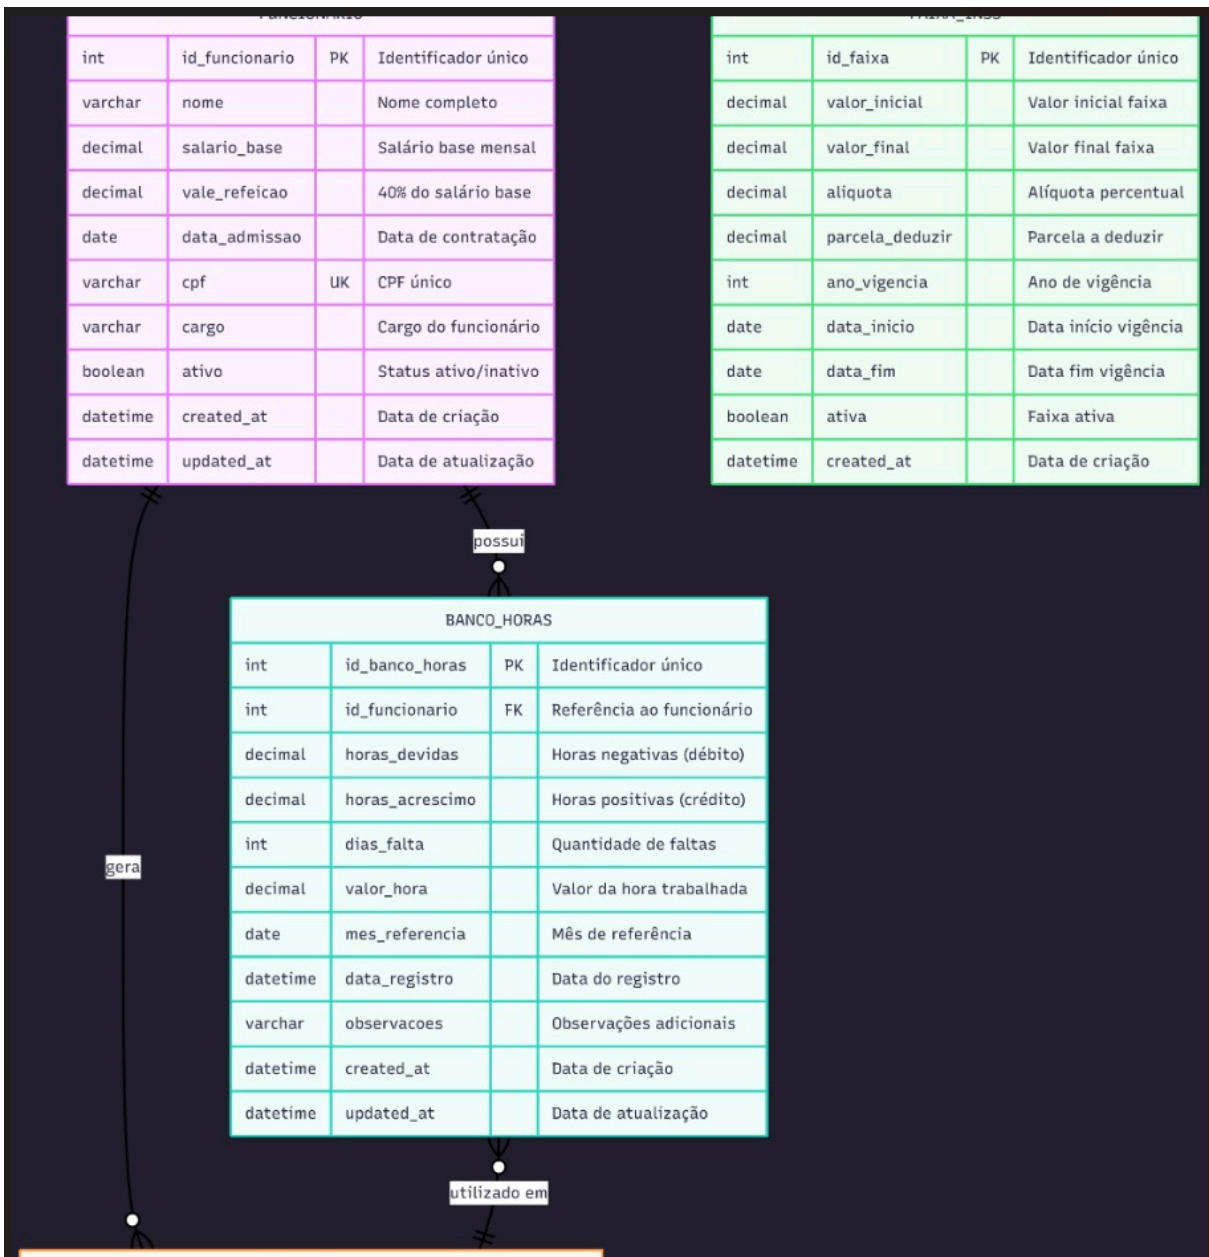 FUNCIONARIO
int id_funcionario PK Identificador único
varchar nome Nome completo
decimal salario_base Salário base mensal
decimal vale_refeicao 40% do salário base
date data_admissao Data de contratação
varchar cpf UK CPF único
varchar cargo Cargo do funcionário
boolean ativo Status ativo/inativo
datetime created_at Data de criação
datetime updated_at Data de atualização
FAIXA_INSS
int id_faixa PK Identificador único
decimal valor_inicial Valor inicial faixa
decimal valor_final Valor final faixa
decimal aliquota Alíquota percentual
decimal parcela_deduzir Parcela a deduzir
int ano_vigencia Ano de vigência
date data_inicio Data início vigência
date data_fim Data fim vigência
boolean ativa Faixa ativa
datetime created_at Data de criação
possui
BANCO_HORAS
int id_banco_horas PK Identificador único
int id_funcionario FK Referência ao funcionário
decimal horas_devidas Horas negativas (débito)
decimal horas_acrescimo Horas positivas (crédito)
int dias_falta Quantidade de faltas
decimal valor_hora Valor da hora trabalhada
date mes_referencia Mês de referência
datetime data_registro Data do registro
varchar observacoes Observações adicionais
datetime created_at Data de criação
datetime updated_at Data de atualização
gera
utilizado em